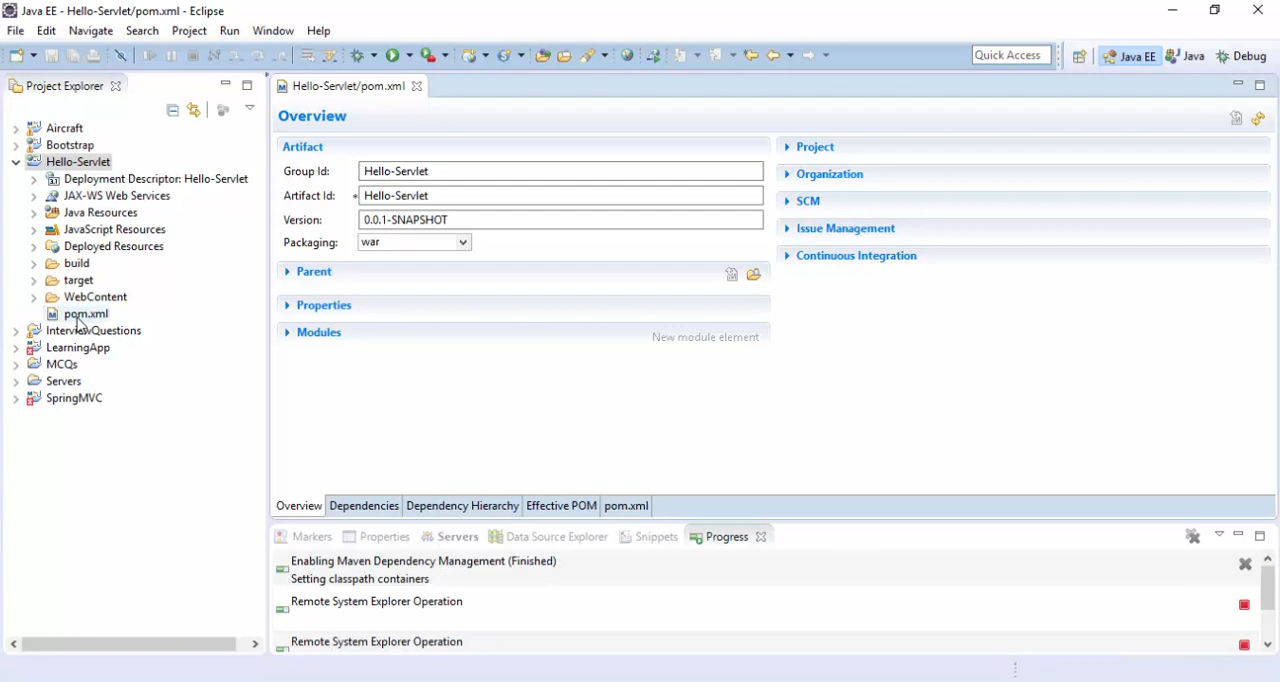 Java EE - Hello-Servlet/pom.xml - Eclipse
File Edit Navigate Search Project Run Window Help
Quick Access Java EE Java Debug
Project Explorer
Hello-Servlet/pom.xml
Aircraft
Bootstrap
Hello-Servlet
Deployment Descriptor: Hello-Servlet
JAX-WS Web Services
Java Resources
JavaScript Resources
Deployed Resources
build
target
WebContent
pom.xml
InterviewQuestions
LearningApp
MCQs
Servers
SpringMVC
Overview
Artifact
Group Id: Hello-Servlet
Artifact Id: * Hello-Servlet
Version: 0.0.1-SNAPSHOT
Packaging: war
Parent
Properties
Modules
New module element
Project
Organization
SCM
Issue Management
Continuous Integration
Overview Dependencies Dependency Hierarchy Effective POM pom.xml
Markers Properties Servers Data Source Explorer Snippets Progress
Enabling Maven Dependency Management (Finished)
Setting classpath containers
Remote System Explorer Operation
Remote System Explorer Operation